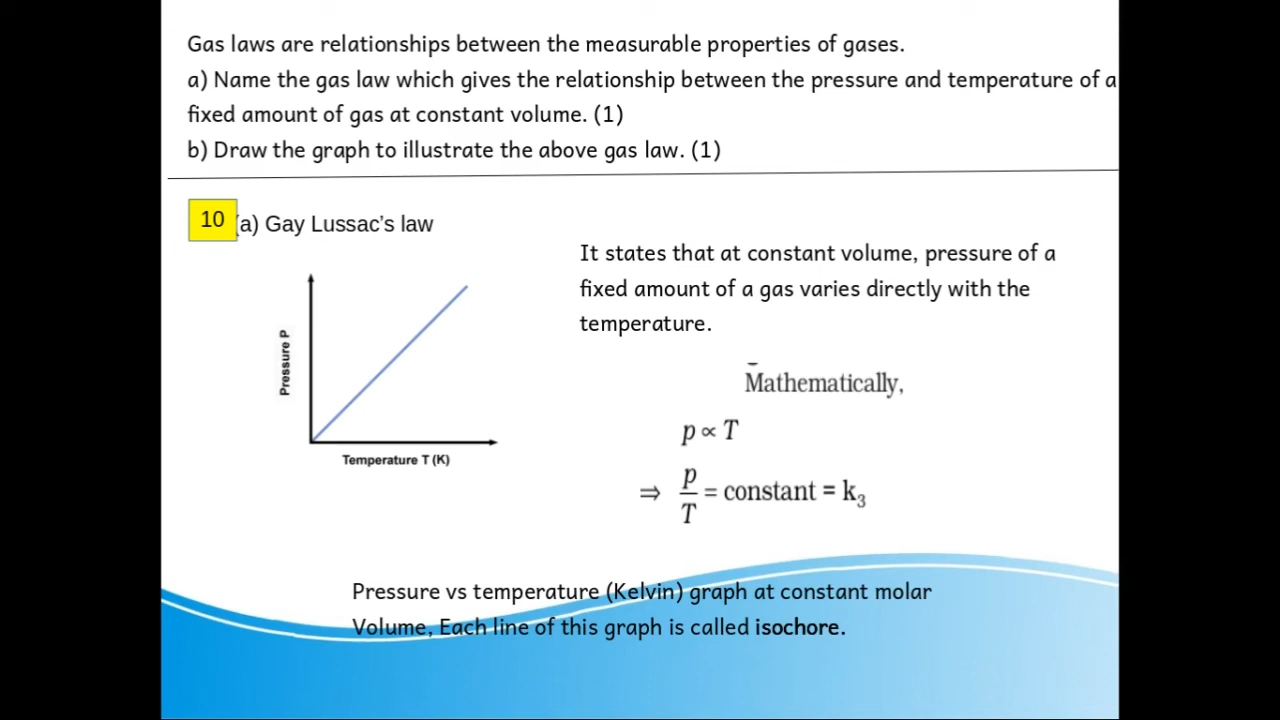 Gas laws are relationships between the measurable properties of gases.
a) Name the gas law which gives the relationship between the pressure and temperature of a
fixed amount of gas at constant volume. (1)
b) Draw the graph to illustrate the above gas law. (1)
10 (a) Gay Lussac’s law
It states that at constant volume, pressure of a
fixed amount of a gas varies directly with the
temperature.
Pressure P
Temperature T (K)
Mathematically,
p ∝ T
⇒ p/T = constant = k₃
Pressure vs temperature (Kelvin) graph at constant molar
Volume, Each line of this graph is called isochore.